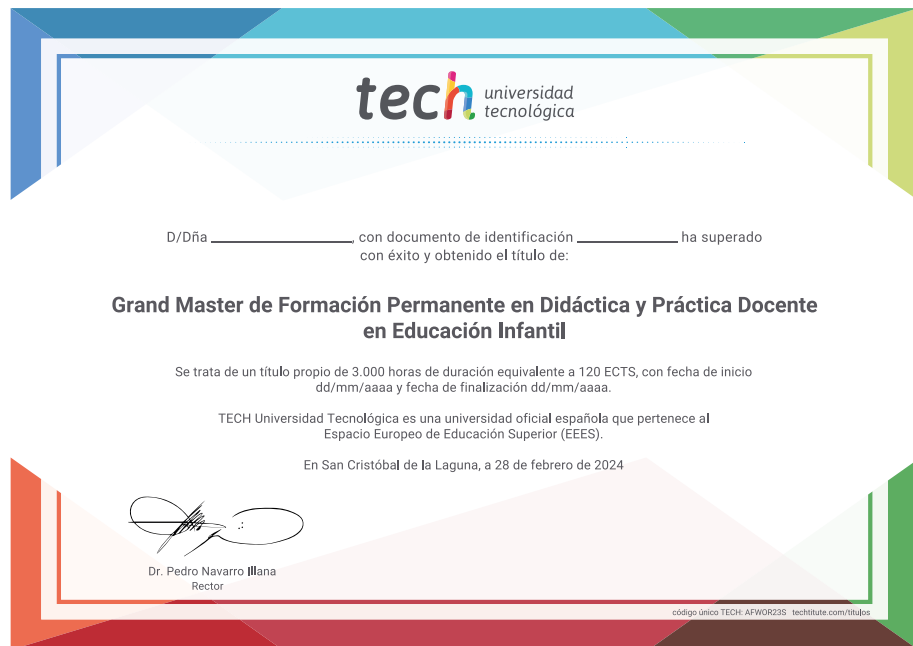 tech universidad
tecnológica
D/Dña ____________, con documento de identificación ____________ ha superado
con éxito y obtenido el título de:
Grand Master de Formación Permanente en Didáctica y Práctica Docente
en Educación Infantil
Se trata de un título propio de 3.000 horas de duración equivalente a 120 ECTS, con fecha de inicio
dd/mm/aaaa y fecha de finalización dd/mm/aaaa.
TECH Universidad Tecnológica es una universidad oficial española que pertenece al
Espacio Europeo de Educación Superior (EEES).
En San Cristóbal de la Laguna, a 28 de febrero de 2024
Dr. Pedro Navarro Illana
Rector
código único TECH: AFWOR23S techtitute.com/titulos